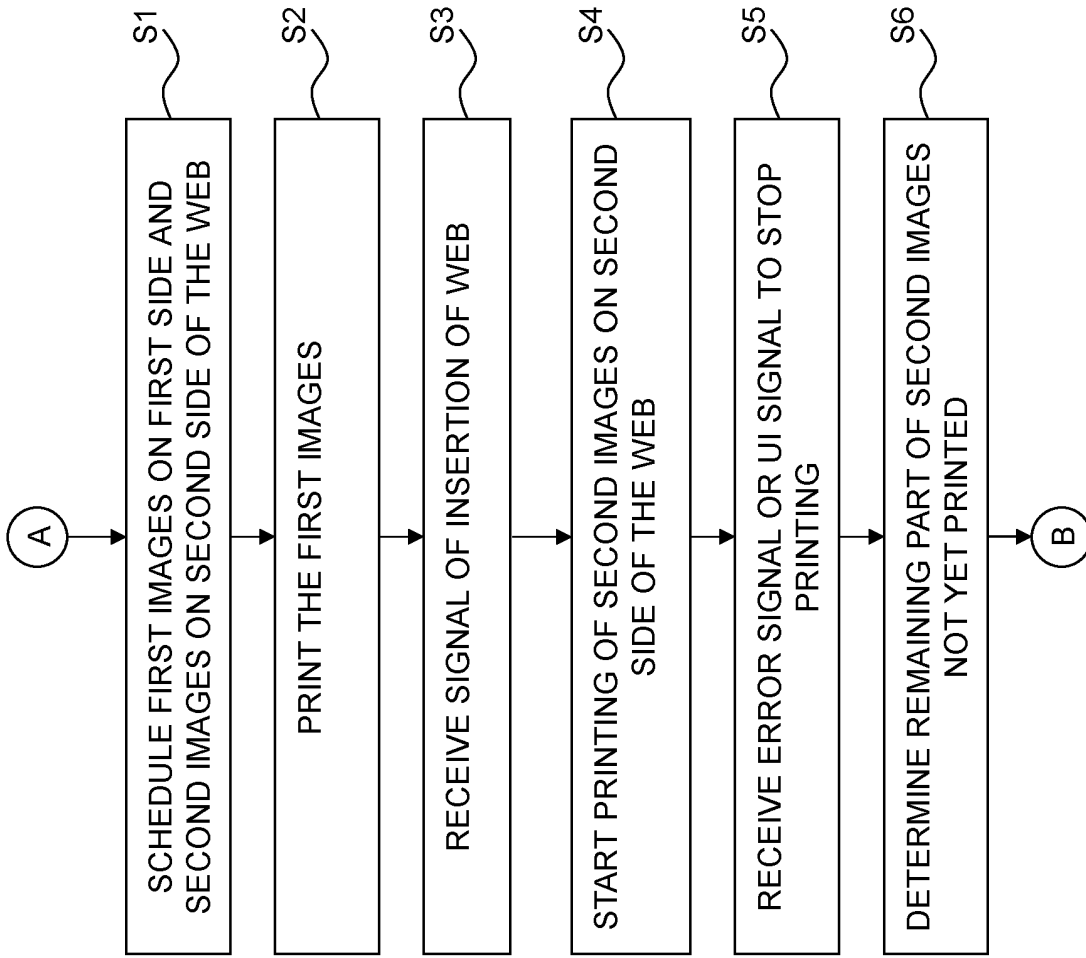 A
SCHEDULE FIRST IMAGES ON FIRST SIDE AND
SECOND IMAGES ON SECOND SIDE OF THE WEB
S1
PRINT THE FIRST IMAGES
S2
RECEIVE SIGNAL OF INSERTION OF WEB
S3
START PRINTING OF SECOND IMAGES ON SECOND
SIDE OF THE WEB
S4
RECEIVE ERROR SIGNAL OR UI SIGNAL TO STOP
PRINTING
S5
DETERMINE REMAINING PART OF SECOND IMAGES
NOT YET PRINTED
S6
B